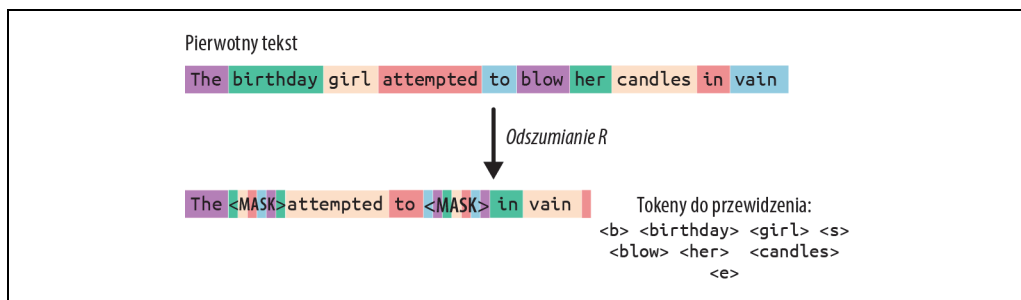 Pierwotny tekst
The birthday girl attempted to blow her candles in vain
Odszumianie R
The <MASK>attempted to <MASK> in vain
Tokeny do przewidzenia:
<b> <birthday> <girl> <s>
<blow> <her> <candles>
<e>